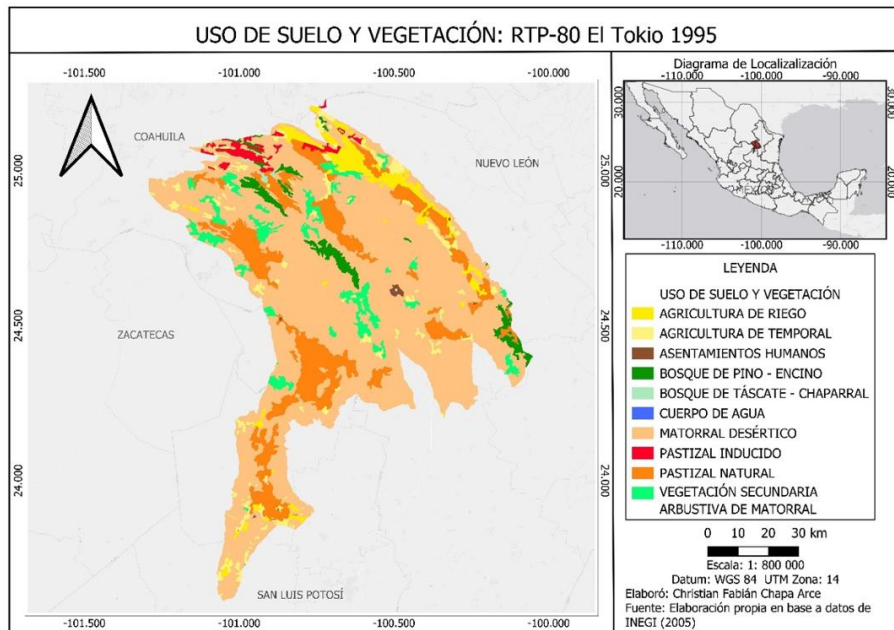 USO DE SUELO Y VEGETACIÓN: RTP-80 El Tokio 1995
-101.500 -101.000 -100.500 -100.000
COAHUILA
NUEVO LEÓN
ZACATECAS
SAN LUIS POTOSÍ
25.000
24.500
24.000
25.000
24.500
24.000
-101.500 -101.000 -100.500 -100.000
Diagrama de Localizalización
-110.000 -100.000 -90.000
30.000
20.000
30.000
20.000
MÉXICO
-110.000 -100.000 -90.000
LEYENDA
USO DE SUELO Y VEGETACIÓN
AGRICULTURA DE RIEGO
AGRICULTURA DE TEMPORAL
ASENTAMIENTOS HUMANOS
BOSQUE DE PINO - ENCINO
BOSQUE DE TÁSCATE - CHAPARRAL
CUERPO DE AGUA
MATORRAL DESÉRTICO
PASTIZAL INDUCIDO
PASTIZAL NATURAL
VEGETACIÓN SECUNDARIA
ARBUSTIVA DE MATORRAL
0 10 20 30 km
Escala: 1: 800 000
Datum: WGS 84 UTM Zona: 14
Elaboró: Christian Fabián Chapa Arce
Fuente: Elaboración propia en base a datos de
INEGI (2005)